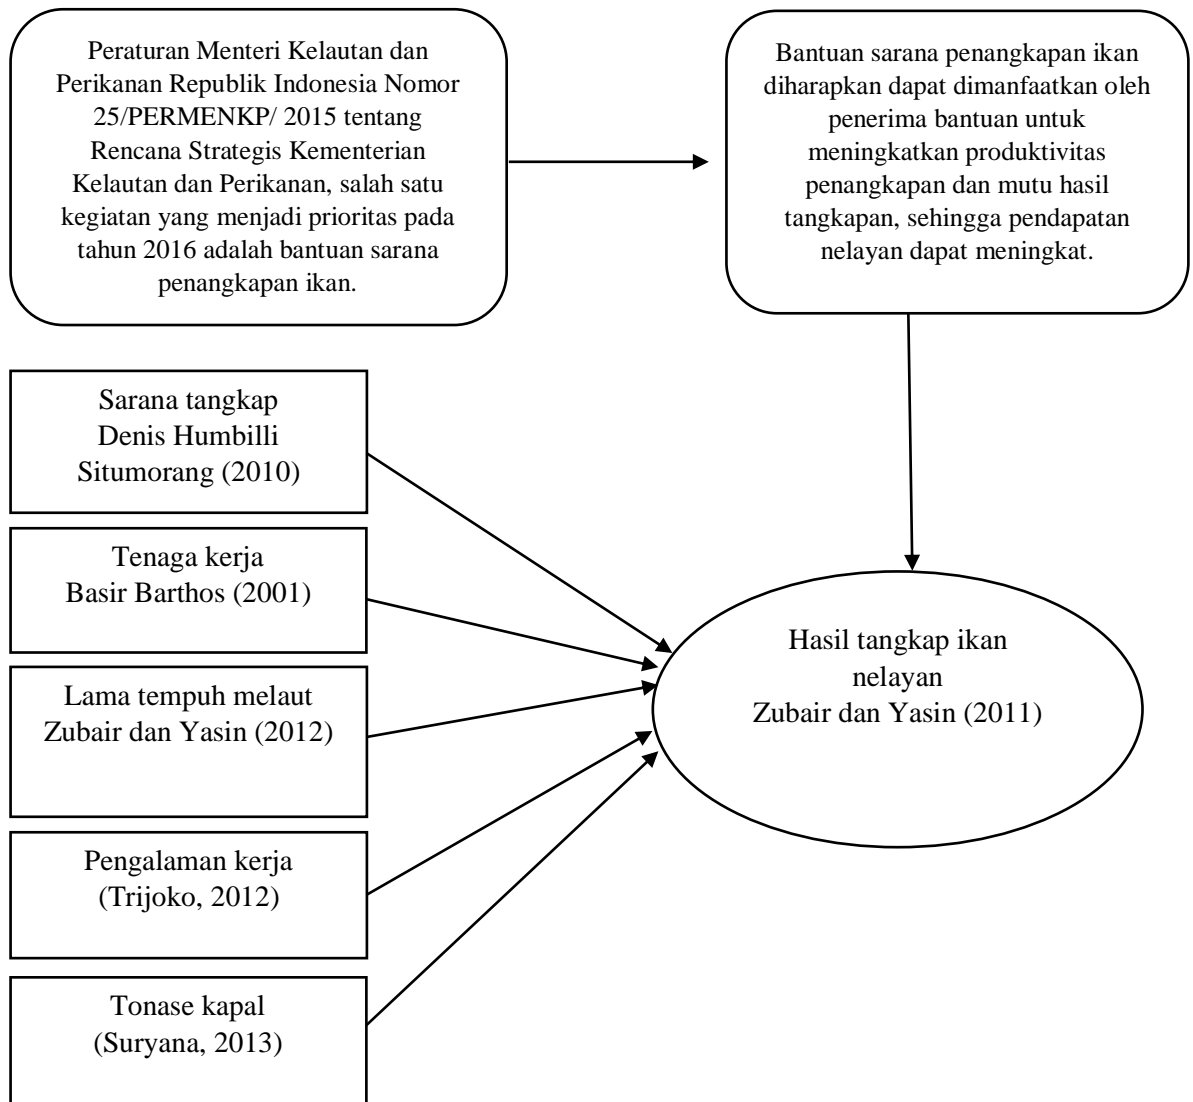 Peraturan Menteri Kelautan dan
Perikanan Republik Indonesia Nomor
25/PERMENKP/ 2015 tentang
Rencana Strategis Kementerian
Kelautan dan Perikanan, salah satu
kegiatan yang menjadi prioritas pada
tahun 2016 adalah bantuan sarana
penangkapan ikan.
Bantuan sarana penangkapan ikan
diharapkan dapat dimanfaatkan oleh
penerima bantuan untuk
meningkatkan produktivitas
penangkapan dan mutu hasil
tangkapan, sehingga pendapatan
nelayan dapat meningkat.
Sarana tangkap
Denis Humbilli
Situmorang (2010)
Tenaga kerja
Basir Barthos (2001)
Lama tempuh melaut
Zubair dan Yasin (2012)
Pengalaman kerja
(Trijoko, 2012)
Tonase kapal
(Suryana, 2013)
Hasil tangkap ikan
nelayan
Zubair dan Yasin (2011)